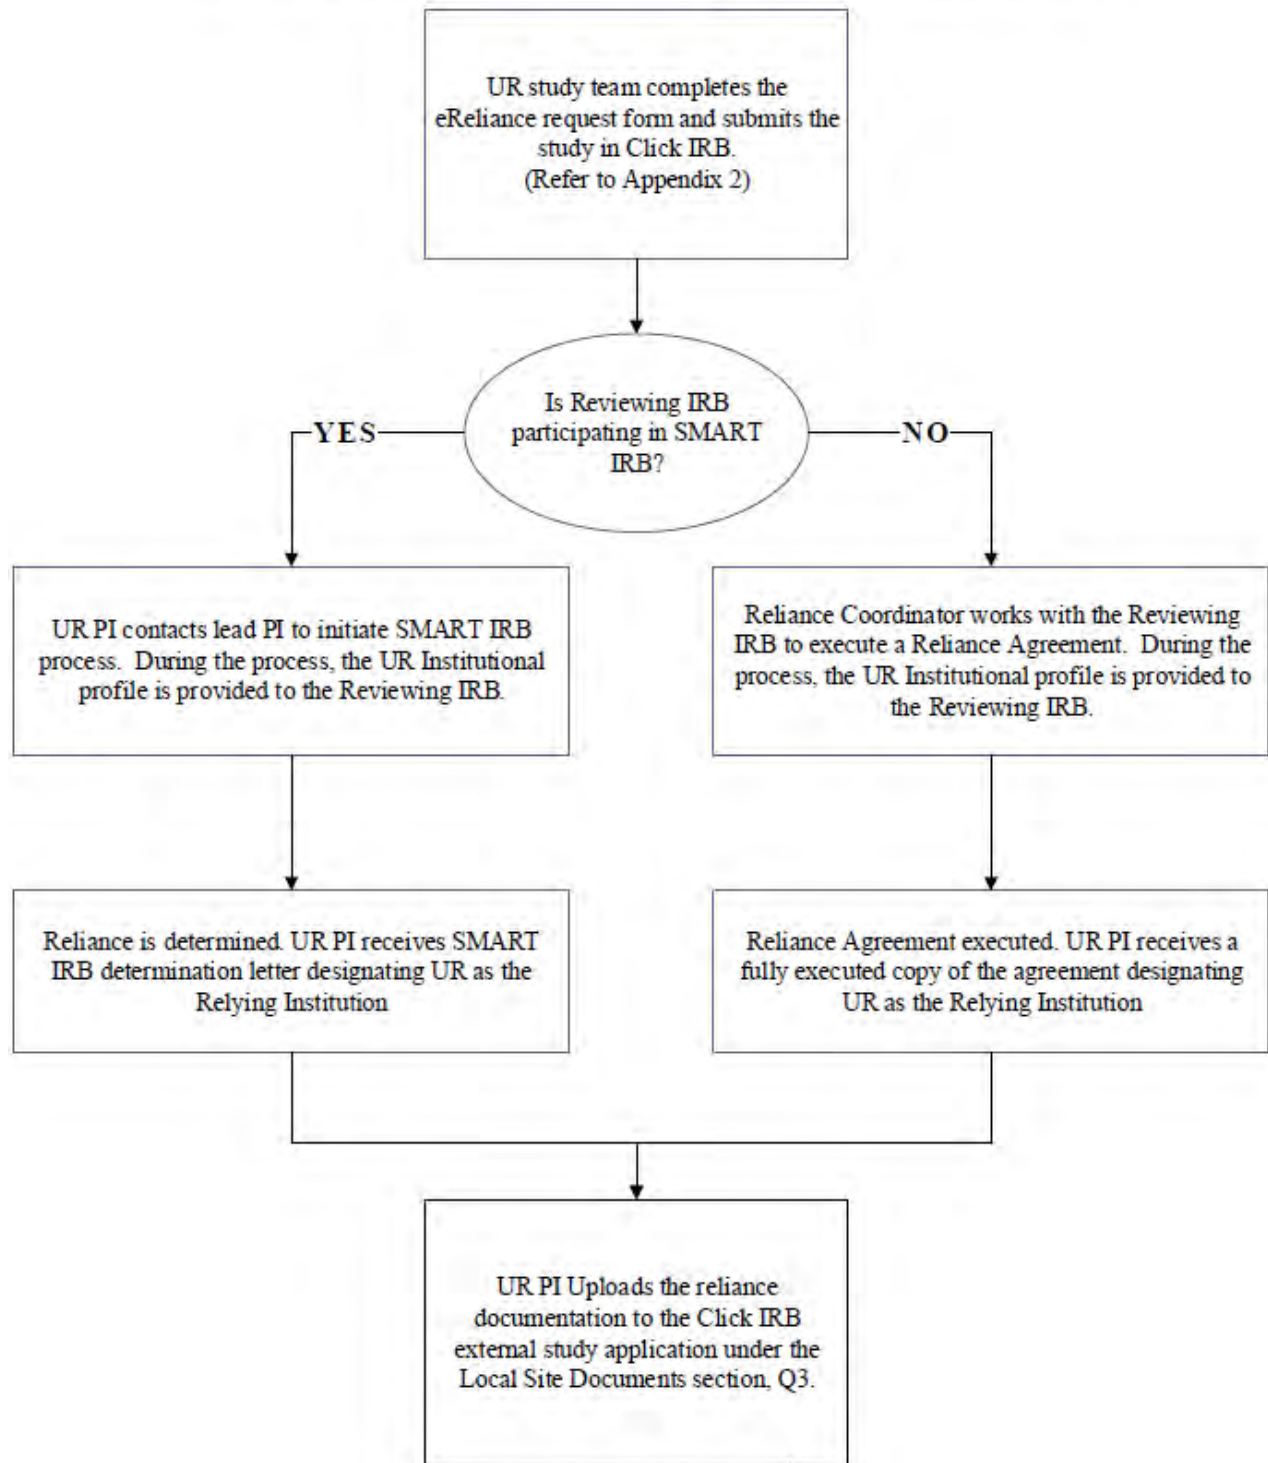 UR study team completes the
eReliance request form and submits the
study in Click IRB.
(Refer to Appendix 2)
Is Reviewing IRB
participating in SMART
IRB?
YES
NO
UR PI contacts lead PI to initiate SMART IRB
process.  During the process, the UR Institutional
profile is provided to the Reviewing IRB.
Reliance Coordinator works with the Reviewing
IRB to execute a Reliance Agreement.  During the
process, the UR Institutional profile is provided to
the Reviewing IRB.
Reliance is determined. UR PI receives SMART
IRB determination letter designating UR as the
Relying Institution
Reliance Agreement executed. UR PI receives a
fully executed copy of the agreement designating
UR as the Relying Institution
UR PI Uploads the reliance
documentation to the Click IRB
external study application under the
Local Site Documents section, Q3.